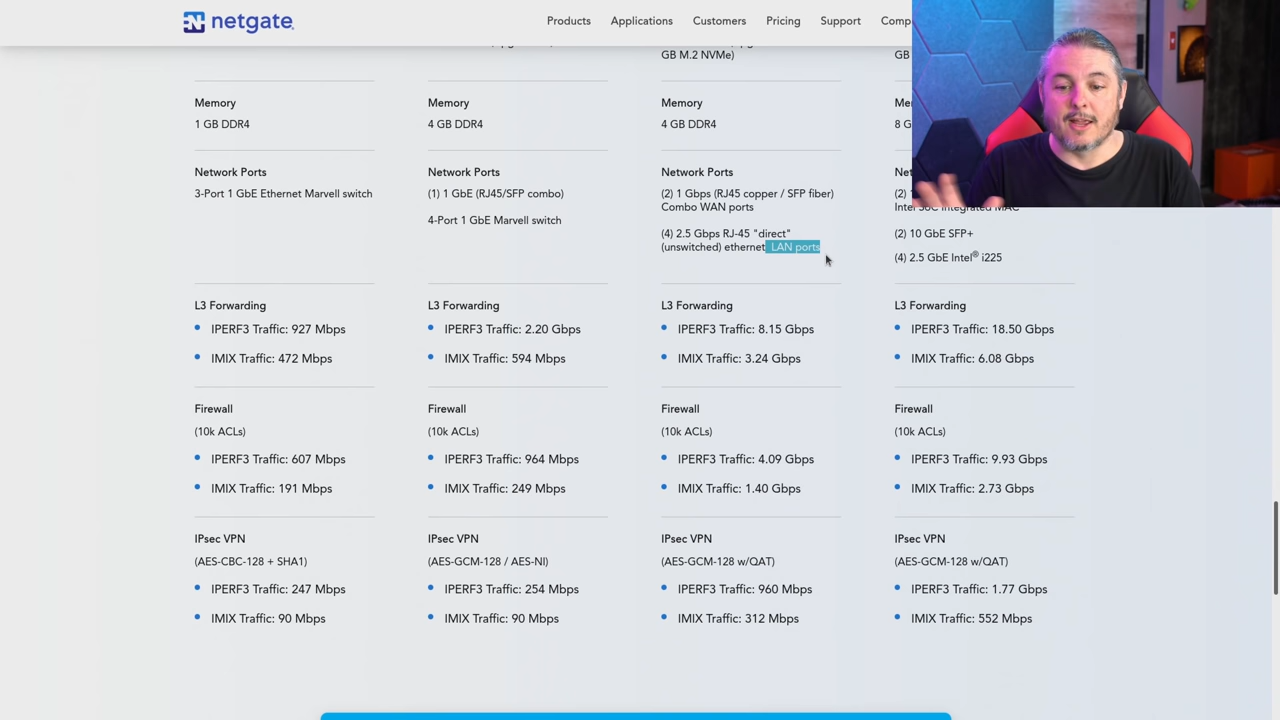 netgate
Products Applications Customers Pricing Support Comp
GB M.2 NVMe) GB
Memory
1 GB DDR4
Network Ports
3-Port 1 GbE Ethernet Marvell switch
L3 Forwarding
IPERF3 Traffic: 927 Mbps
IMIX Traffic: 472 Mbps
Firewall
(10k ACLs)
IPERF3 Traffic: 607 Mbps
IMIX Traffic: 191 Mbps
IPsec VPN
(AES-CBC-128 + SHA1)
IPERF3 Traffic: 247 Mbps
IMIX Traffic: 90 Mbps
Memory
4 GB DDR4
Network Ports
(1) 1 GbE (RJ45/SFP combo)
4-Port 1 GbE Marvell switch
L3 Forwarding
IPERF3 Traffic: 2.20 Gbps
IMIX Traffic: 594 Mbps
Firewall
(10k ACLs)
IPERF3 Traffic: 964 Mbps
IMIX Traffic: 249 Mbps
IPsec VPN
(AES-GCM-128 / AES-NI)
IPERF3 Traffic: 254 Mbps
IMIX Traffic: 90 Mbps
Memory
4 GB DDR4
Network Ports
(2) 1 Gbps (RJ45 copper / SFP fiber)
Combo WAN ports
(4) 2.5 Gbps RJ-45 "direct"
(unswitched) ethernet LAN ports
L3 Forwarding
IPERF3 Traffic: 8.15 Gbps
IMIX Traffic: 3.24 Gbps
Firewall
(10k ACLs)
IPERF3 Traffic: 4.09 Gbps
IMIX Traffic: 1.40 Gbps
IPsec VPN
(AES-GCM-128 w/QAT)
IPERF3 Traffic: 960 Mbps
IMIX Traffic: 312 Mbps
Me
8 G
Net
(2) 1
(2) 10 GbE SFP+
(4) 2.5 GbE Intel® i225
L3 Forwarding
IPERF3 Traffic: 18.50 Gbps
IMIX Traffic: 6.08 Gbps
Firewall
(10k ACLs)
IPERF3 Traffic: 9.93 Gbps
IMIX Traffic: 2.73 Gbps
IPsec VPN
(AES-GCM-128 w/QAT)
IPERF3 Traffic: 1.77 Gbps
IMIX Traffic: 552 Mbps